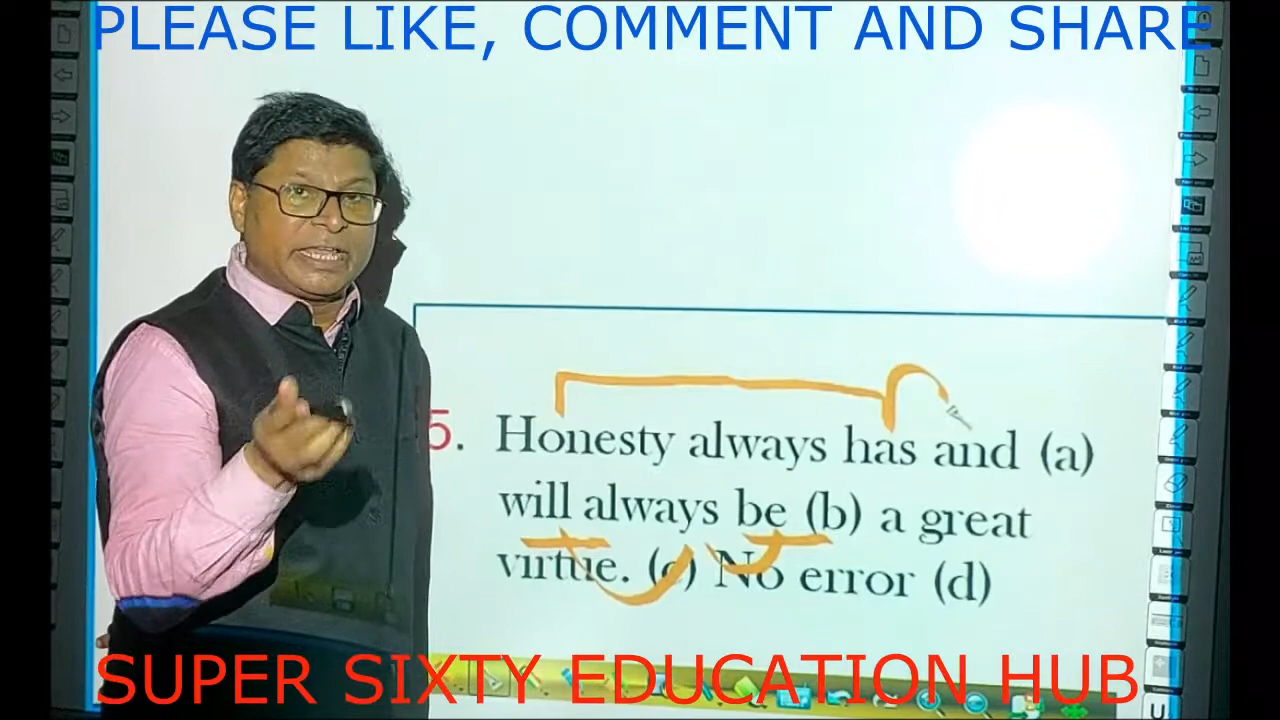 PLEASE LIKE, COMMENT AND SHARE
5. Honesty always has and (a)
will always be (b) a great
virtue. (c) No error (d)
SUPER SIXTY EDUCATION HUB